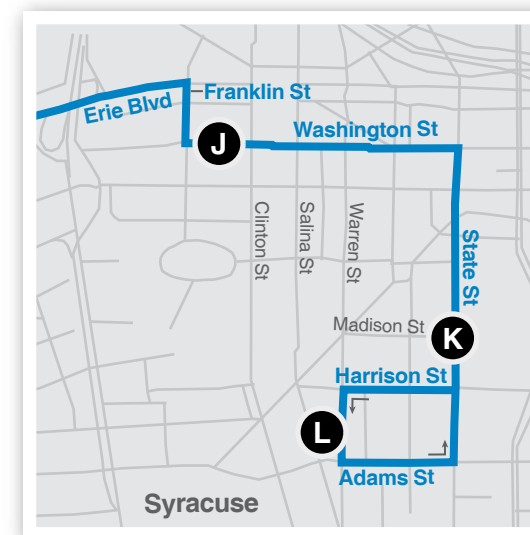 Franklin St
Erie Blvd
Washington St
J
Clinton St
Salina St
Warren St
State St
Madison St
K
Harrison St
L
Adams St
Syracuse